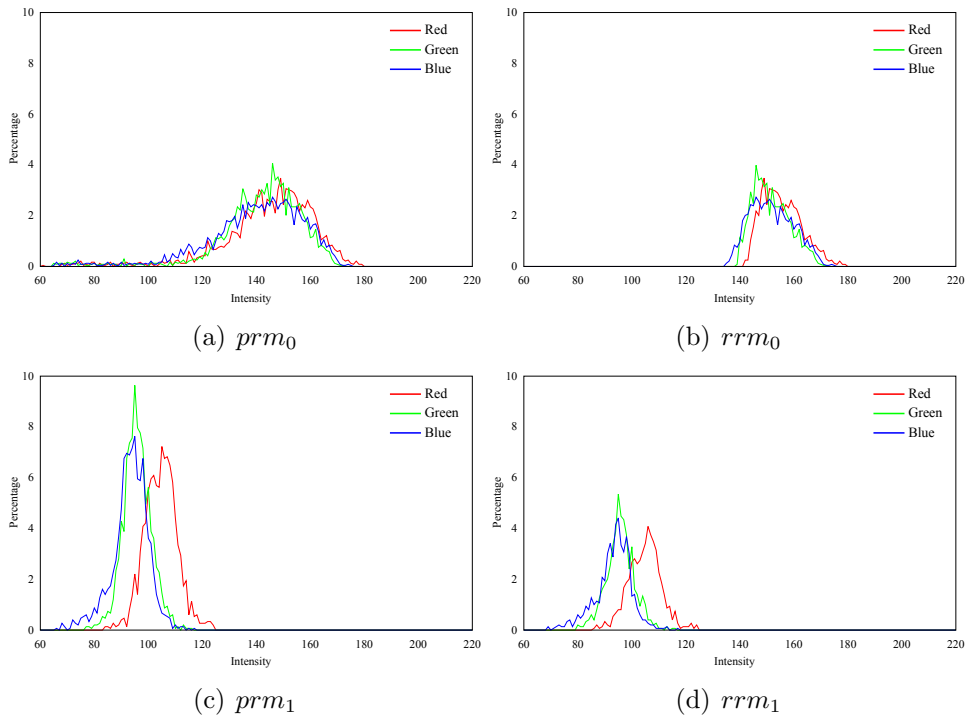 10
8
6
4
2
0
Percentage
Red
Green
Blue
60 80 100 120 140 160 180 200 220
Intensity
(a) prm₀
10
8
6
4
2
0
Percentage
Red
Green
Blue
60 80 100 120 140 160 180 200 220
Intensity
(b) rrm₀
10
8
6
4
2
0
Percentage
Red
Green
Blue
60 80 100 120 140 160 180 200 220
Intensity
(c) prm₁
10
8
6
4
2
0
Percentage
Red
Green
Blue
60 80 100 120 140 160 180 200 220
Intensity
(d) rrm₁